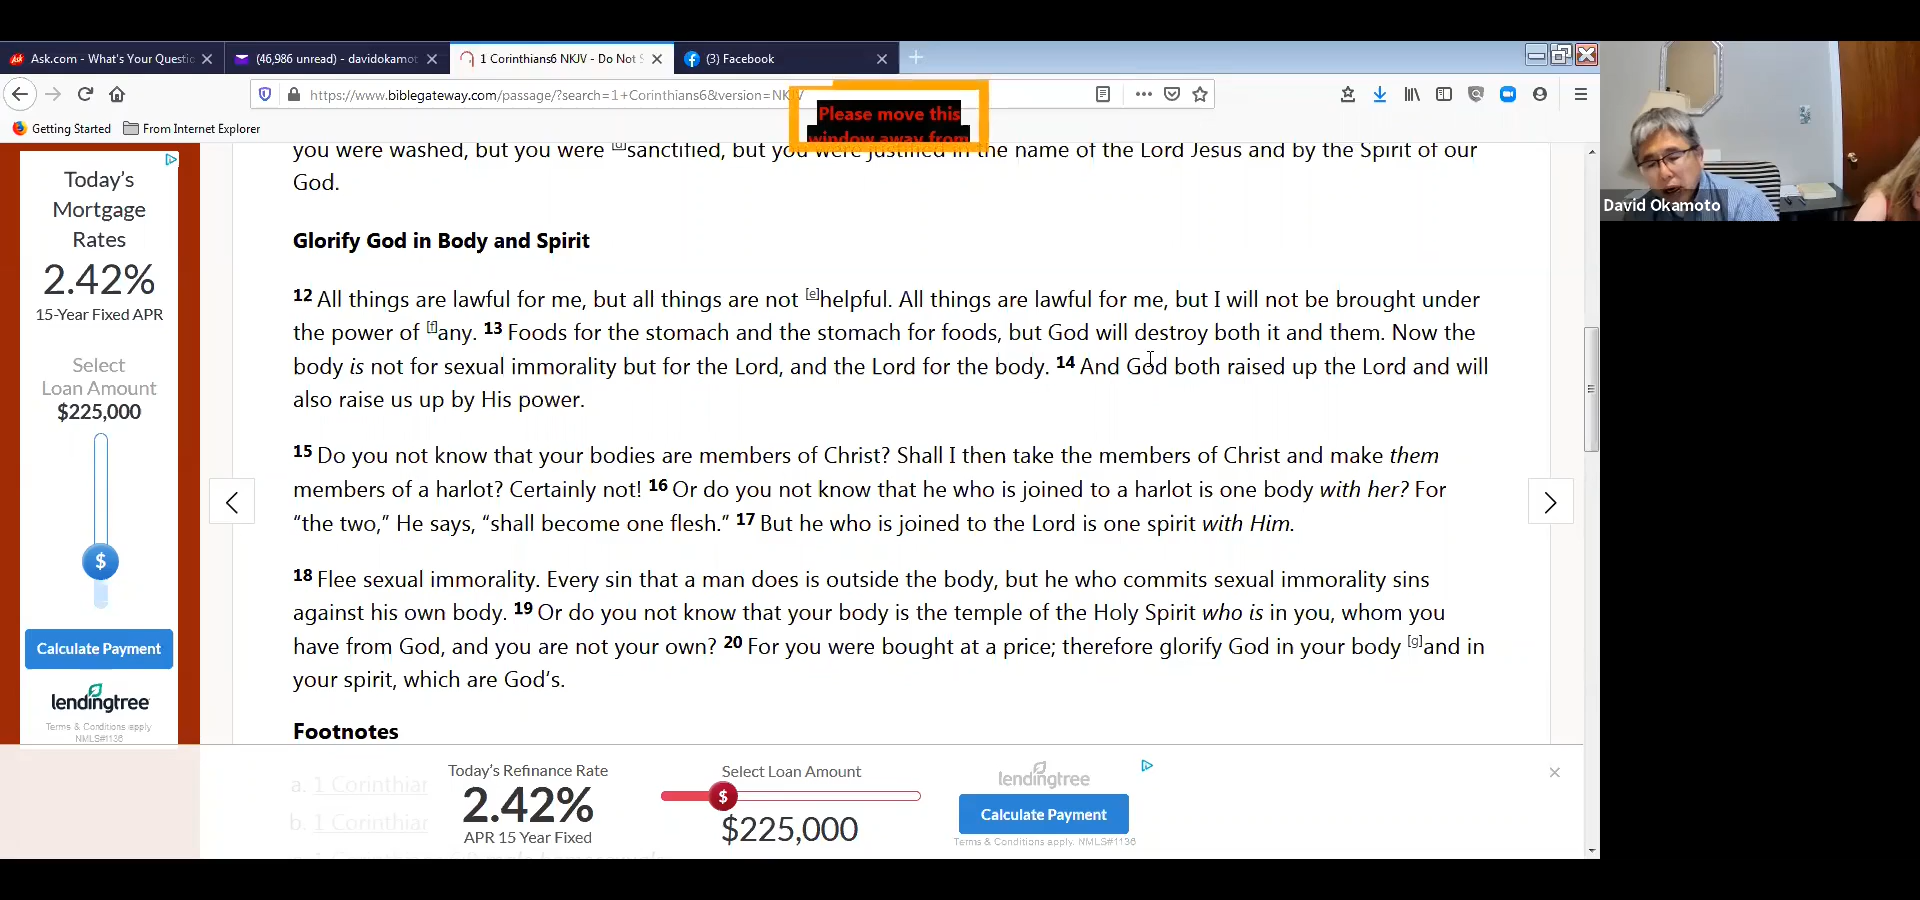 Ask.com - What's Your Questic
(46,986 unread) - davidokamot
1 Corinthians6 NKJV - Do Not S
(3) Facebook
https://www.biblegateway.com/passage/?search=1+Corinthians6&version=NKJV
Getting Started
From Internet Explorer
Please move this
window away from
you were washed, but you were [d]sanctified, but you were justified in the name of the Lord Jesus and by the Spirit of our
God.
Glorify God in Body and Spirit
12 All things are lawful for me, but all things are not [e]helpful. All things are lawful for me, but I will not be brought under
the power of [f]any. 13 Foods for the stomach and the stomach for foods, but God will destroy both it and them. Now the
body is not for sexual immorality but for the Lord, and the Lord for the body. 14 And God both raised up the Lord and will
also raise us up by His power.
15 Do you not know that your bodies are members of Christ? Shall I then take the members of Christ and make them
members of a harlot? Certainly not! 16 Or do you not know that he who is joined to a harlot is one body with her? For
“the two,” He says, “shall become one flesh.” 17 But he who is joined to the Lord is one spirit with Him.
18 Flee sexual immorality. Every sin that a man does is outside the body, but he who commits sexual immorality sins
against his own body. 19 Or do you not know that your body is the temple of the Holy Spirit who is in you, whom you
have from God, and you are not your own? 20 For you were bought at a price; therefore glorify God in your body [g]and in
your spirit, which are God’s.
Footnotes
a. 1 Corinthian
b. 1 Corinthian
Today's
Mortgage
Rates
2.42%
15-Year Fixed APR
Select
Loan Amount
$225,000
$
Calculate Payment
lendingtree
Terms & Conditions apply
NMLS#1136
Today's Refinance Rate
2.42%
APR 15 Year Fixed
Select Loan Amount
$
$225,000
lendingtree
Calculate Payment
Terms & Conditions apply. NMLS#1136
David Okamoto